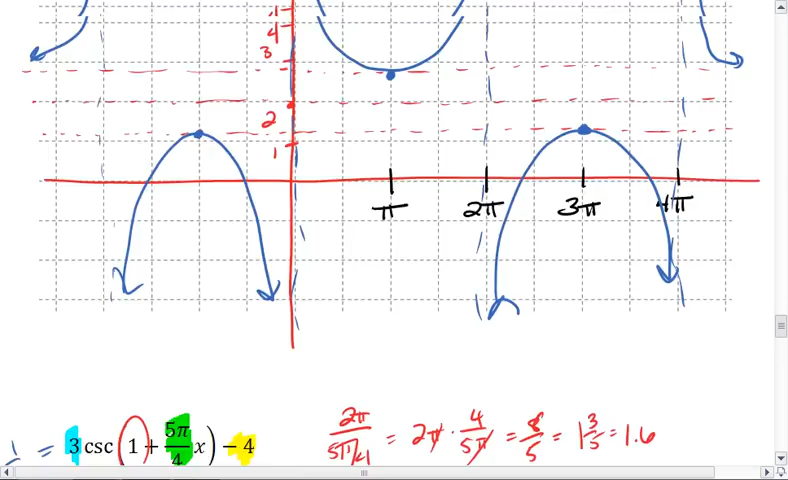 4
3
2
1
π 2π 3π 4π
y = 3 csc (1 + 5π/4 x) − 4
2π / 5π/4 = 2π · 4/5π = 8/5 = 1 3/5 = 1.6